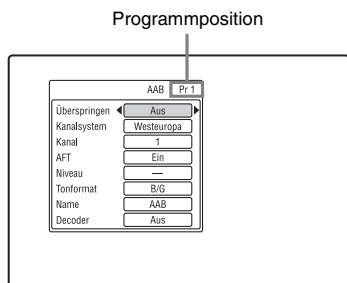 Programmposition
AAB Pr 1
Überspringen Aus
Kanalsystem Westeuropa
Kanal 1
AFT Ein
Niveau —
Tonformat B/G
Name AAB
Decoder Aus